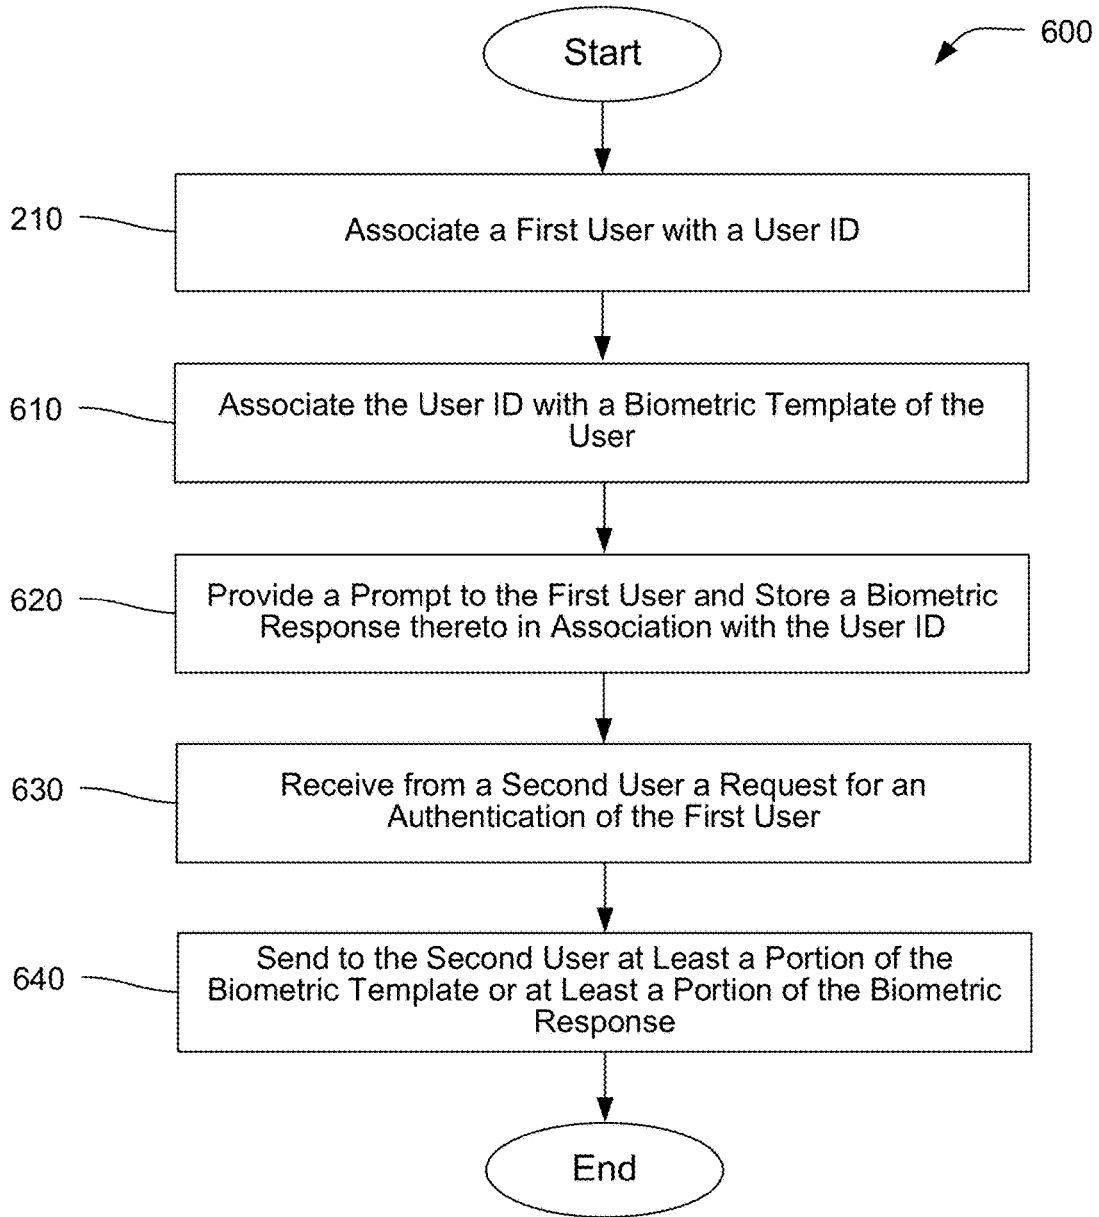 Start
600
210
Associate a First User with a User ID
610
Associate the User ID with a Biometric Template of the
User
620
Provide a Prompt to the First User and Store a Biometric
Response thereto in Association with the User ID
630
Receive from a Second User a Request for an
Authentication of the First User
640
Send to the Second User at Least a Portion of the
Biometric Template or at Least a Portion of the Biometric
Response
End